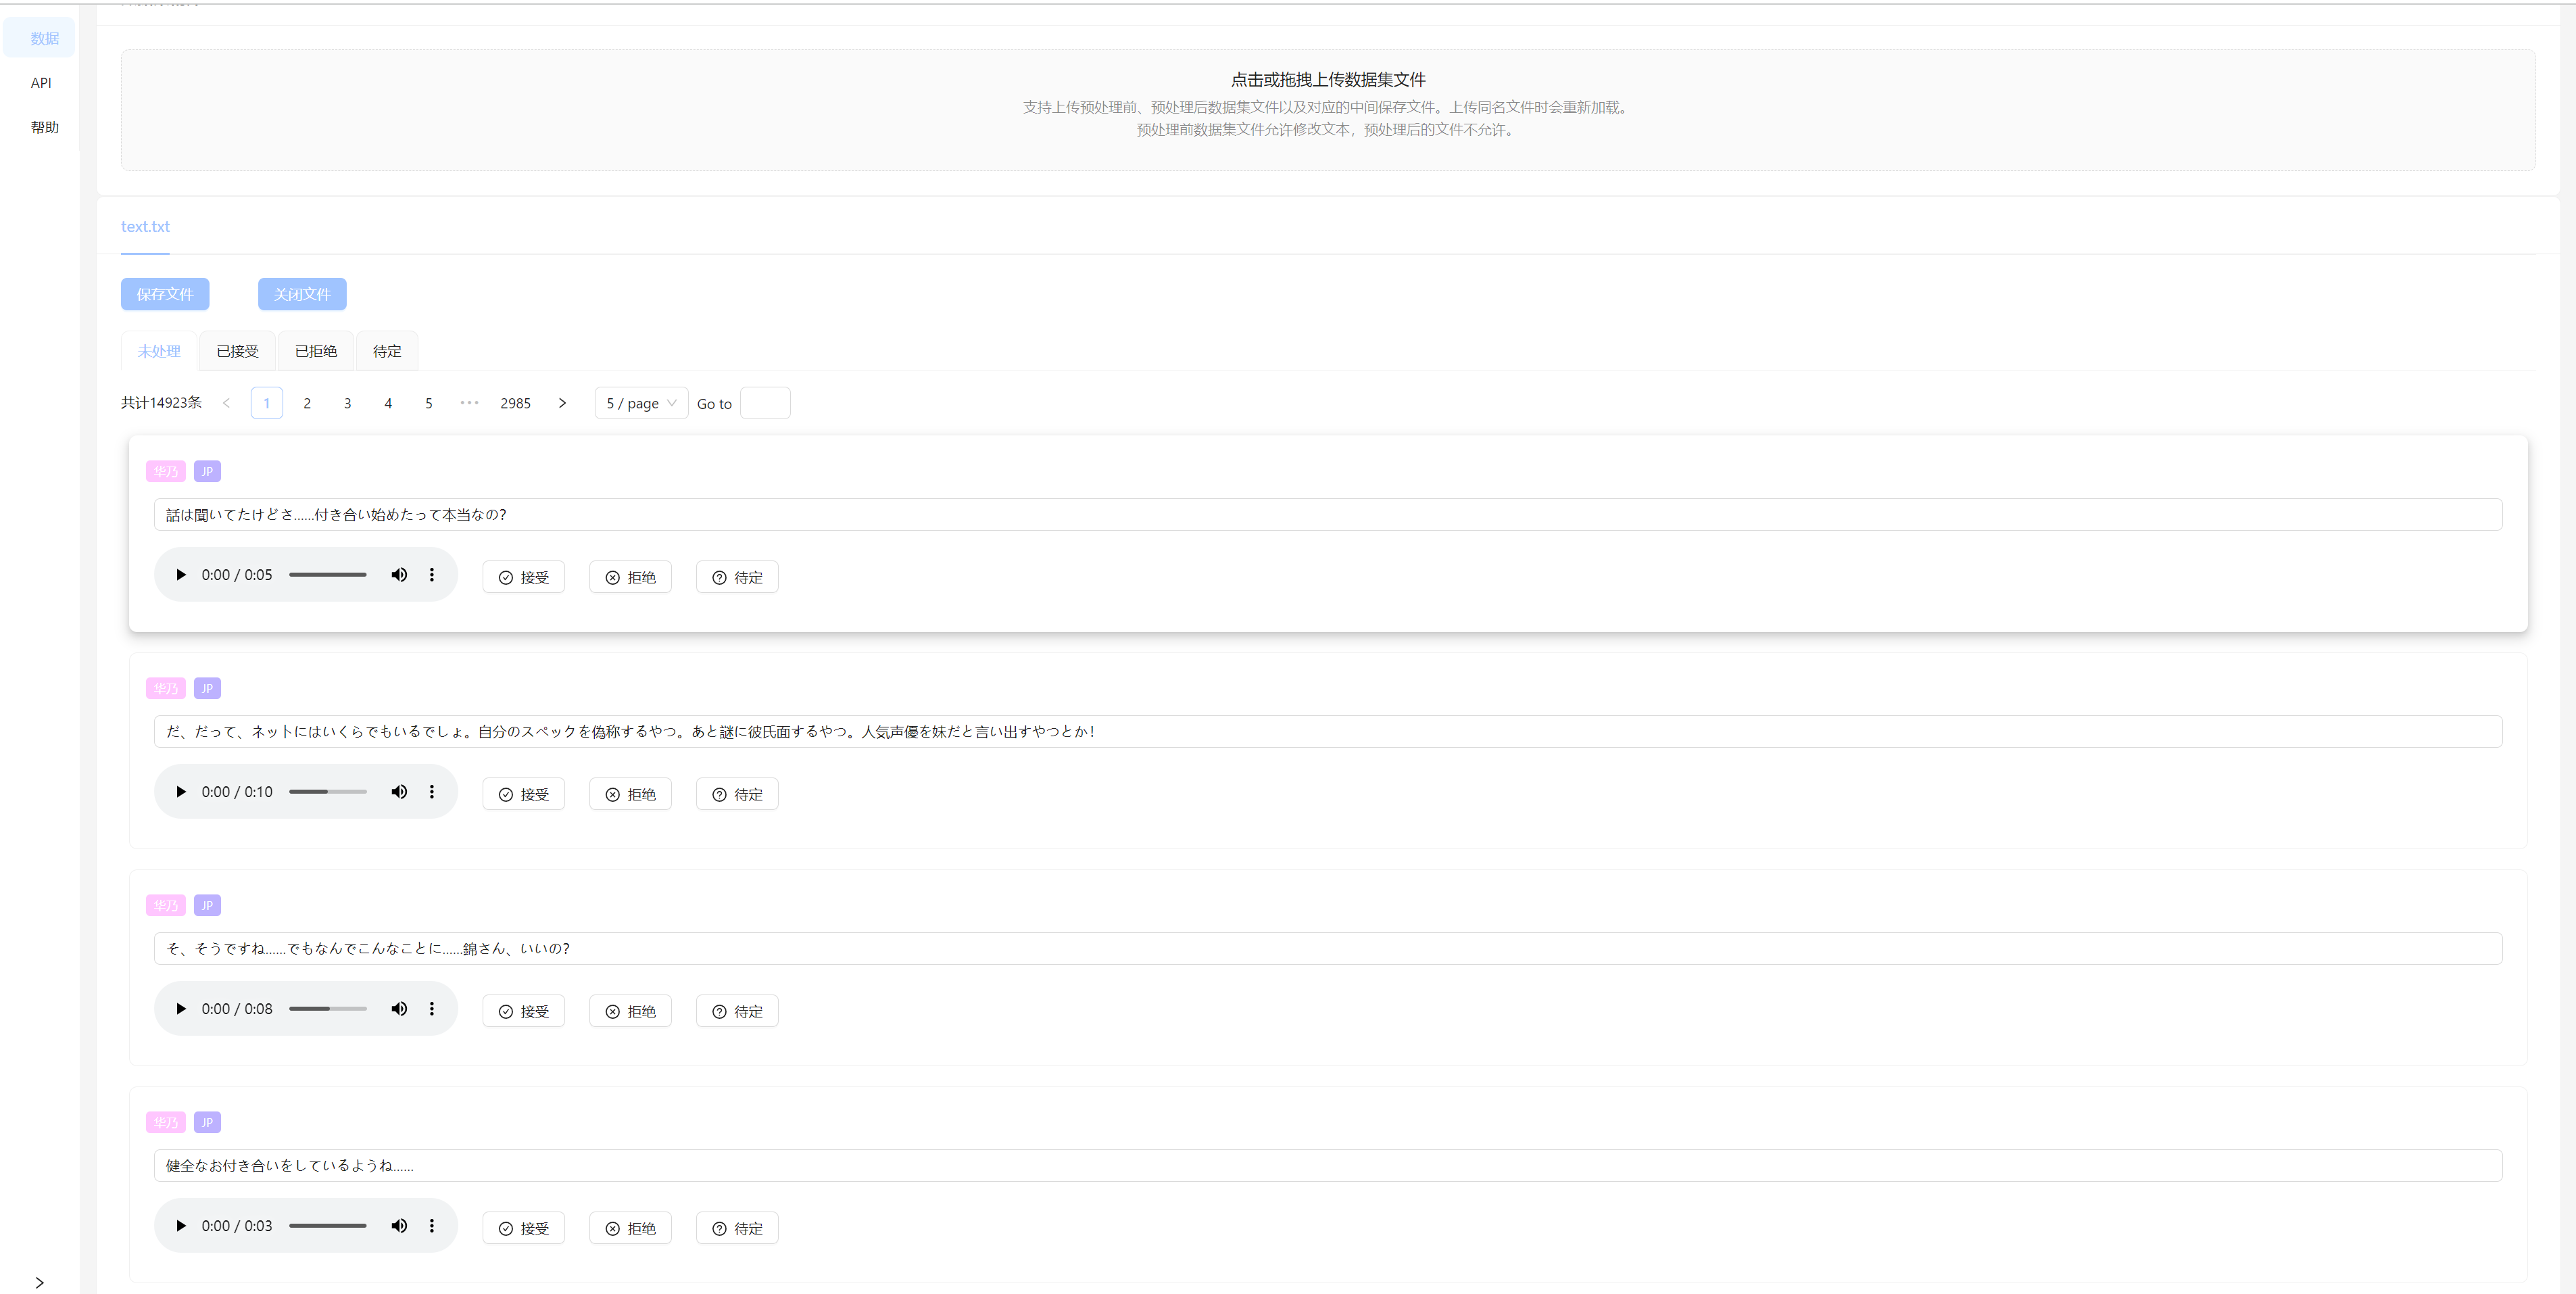 数据
API
帮助
点击或拖拽上传数据集文件
支持上传预处理前、预处理后数据集文件以及对应的中间保存文件。上传同名文件时会重新加载。
预处理前数据集文件允许修改文本，预处理后的文件不允许。
text.txt
保存文件 关闭文件
未处理 已接受 已拒绝 待定
共计14923条 1 2 3 4 5 ••• 2985 5 / page Go to
华乃 JP
話は聞いてたけどさ......付き合い始めたって本当なの?
0:00 / 0:05 接受 拒绝 待定
华乃 JP
だ、だって、ネットにはいくらでもいるでしょ。自分のスペックを偽称するやつ。あと謎に彼氏面するやつ。人気声優を妹だと言い出すやつとか!
0:00 / 0:10 接受 拒绝 待定
华乃 JP
そ、そうですね......でもなんでこんなことに......錦さん、いいの?
0:00 / 0:08 接受 拒绝 待定
华乃 JP
健全なお付き合いをしているようね......
0:00 / 0:03 接受 拒绝 待定